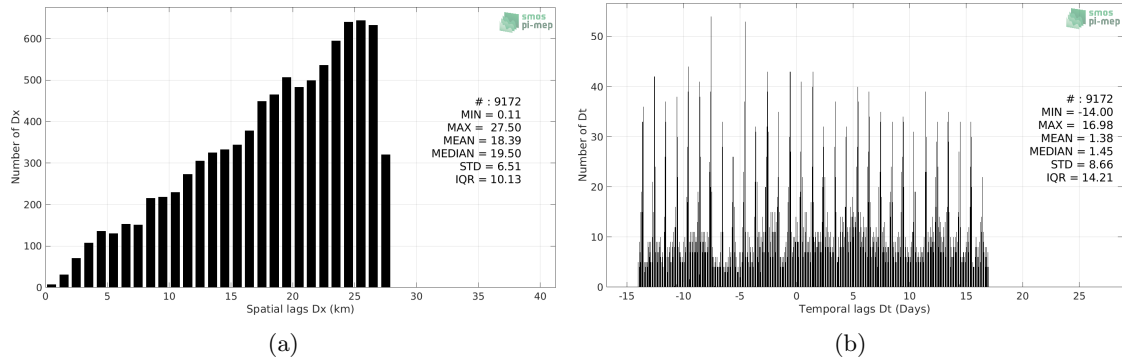 smos
pi-mep
600
500
400
300
200
100
0
Number of Dx
# : 9172
MIN = 0.11
MAX = 27.50
MEAN = 18.39
MEDIAN = 19.50
STD = 6.51
IQR = 10.13
0 5 10 15 20 25 30 35 40
Spatial lags Dx (km)
(a)
smos
pi-mep
50
40
30
20
10
0
Number of Dt
# : 9172
MIN = -14.00
MAX = 16.98
MEAN = 1.38
MEDIAN = 1.45
STD = 8.66
IQR = 14.21
-15 -10 -5 0 5 10 15 20 25
Temporal lags Dt (Days)
(b)